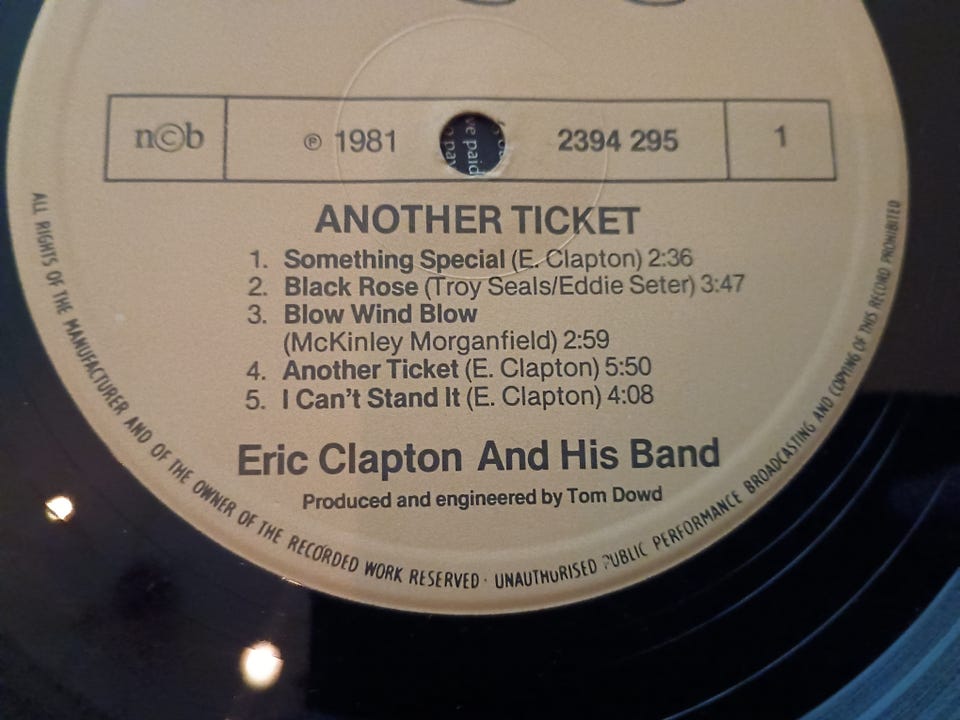 n©b ℗ 1981 2394 295 1
ANOTHER TICKET
1. Something Special (E. Clapton) 2:36
2. Black Rose (Troy Seals/Eddie Seter) 3:47
3. Blow Wind Blow
(McKinley Morganfield) 2:59
4. Another Ticket (E. Clapton) 5:50
5. I Can't Stand It (E. Clapton) 4:08
Eric Clapton And His Band
Produced and engineered by Tom Dowd
ALL RIGHTS OF THE MANUFACTURER AND OF THE OWNER OF THE RECORDED WORK RESERVED · UNAUTHORISED PUBLIC PERFORMANCE BROADCASTING AND COPYING OF THIS RECORD PROHIBITED